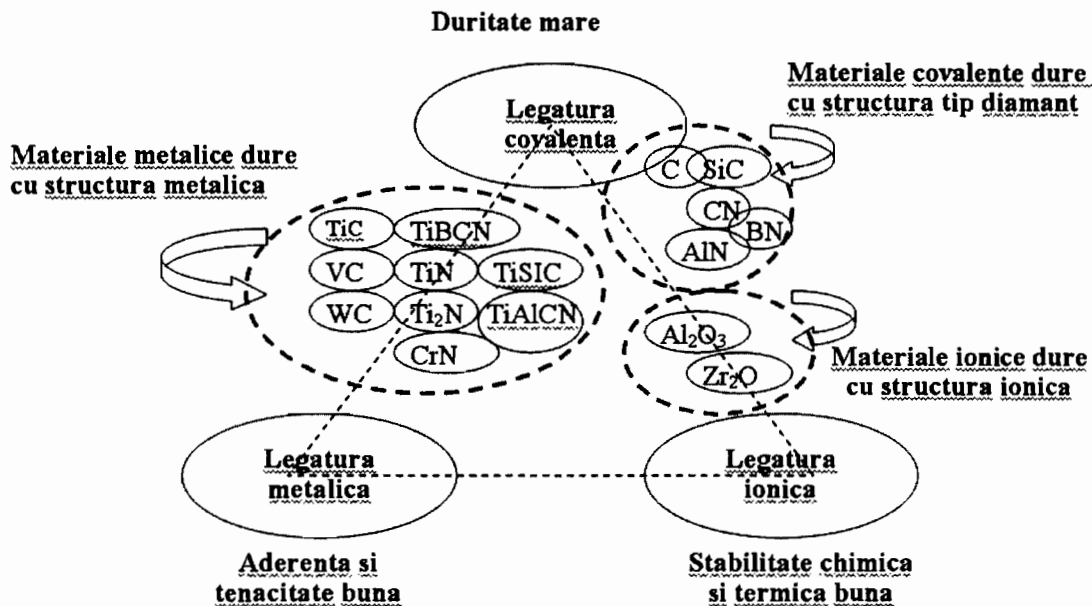 Duritate mare
Materiale covalente dure
cu structura tip diamant
Legatura
covalenta
Materiale metalice dure
cu structura metalica
C
SiC
CN
BN
AlN
TiC
TiBCN
VC
TiN
TiSIC
WC
Ti₂N
TiAlCN
CrN
Al₂O₃
Zr₂O
Materiale ionice dure
cu structura ionica
Legatura
metalica
Legatura
ionica
Aderenta si
tenacitate buna
Stabilitate chimica
si termica buna